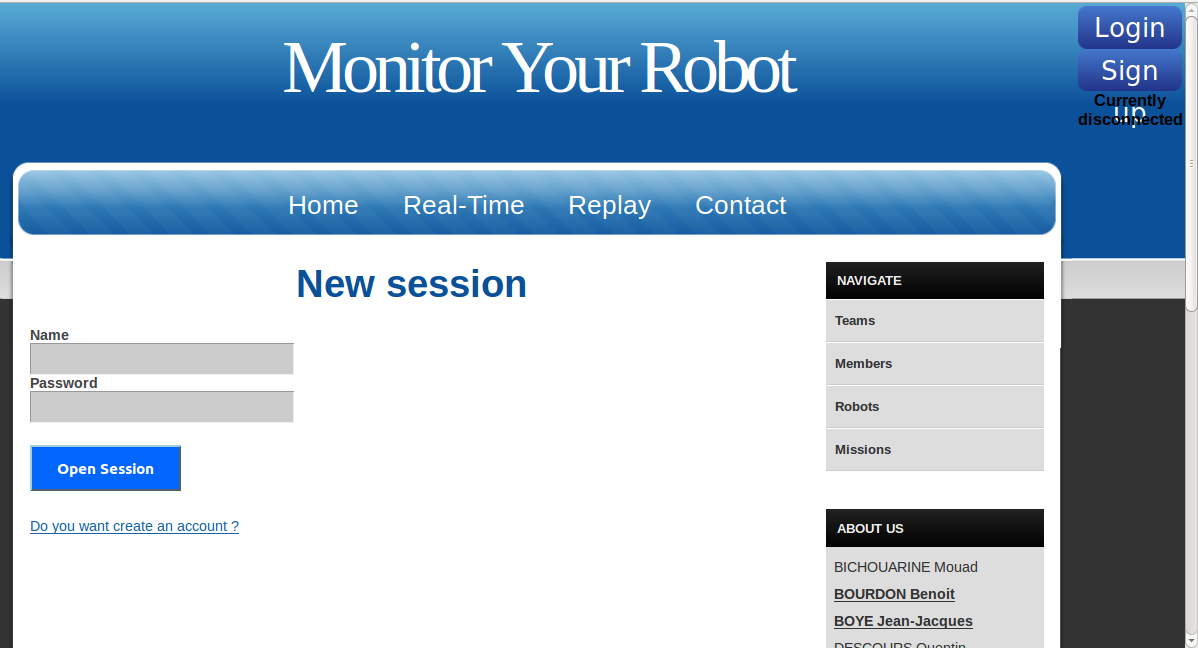 Monitor Your Robot
Login
Sign
up
Currently
disconnected
Home Real-Time Replay Contact
New session
Name
Password
Open Session
Do you want create an account ?
NAVIGATE
Teams
Members
Robots
Missions
ABOUT US
BICHOUARINE Mouad
BOURDON Benoit
BOYE Jean-Jacques
DESCOURS Quentin